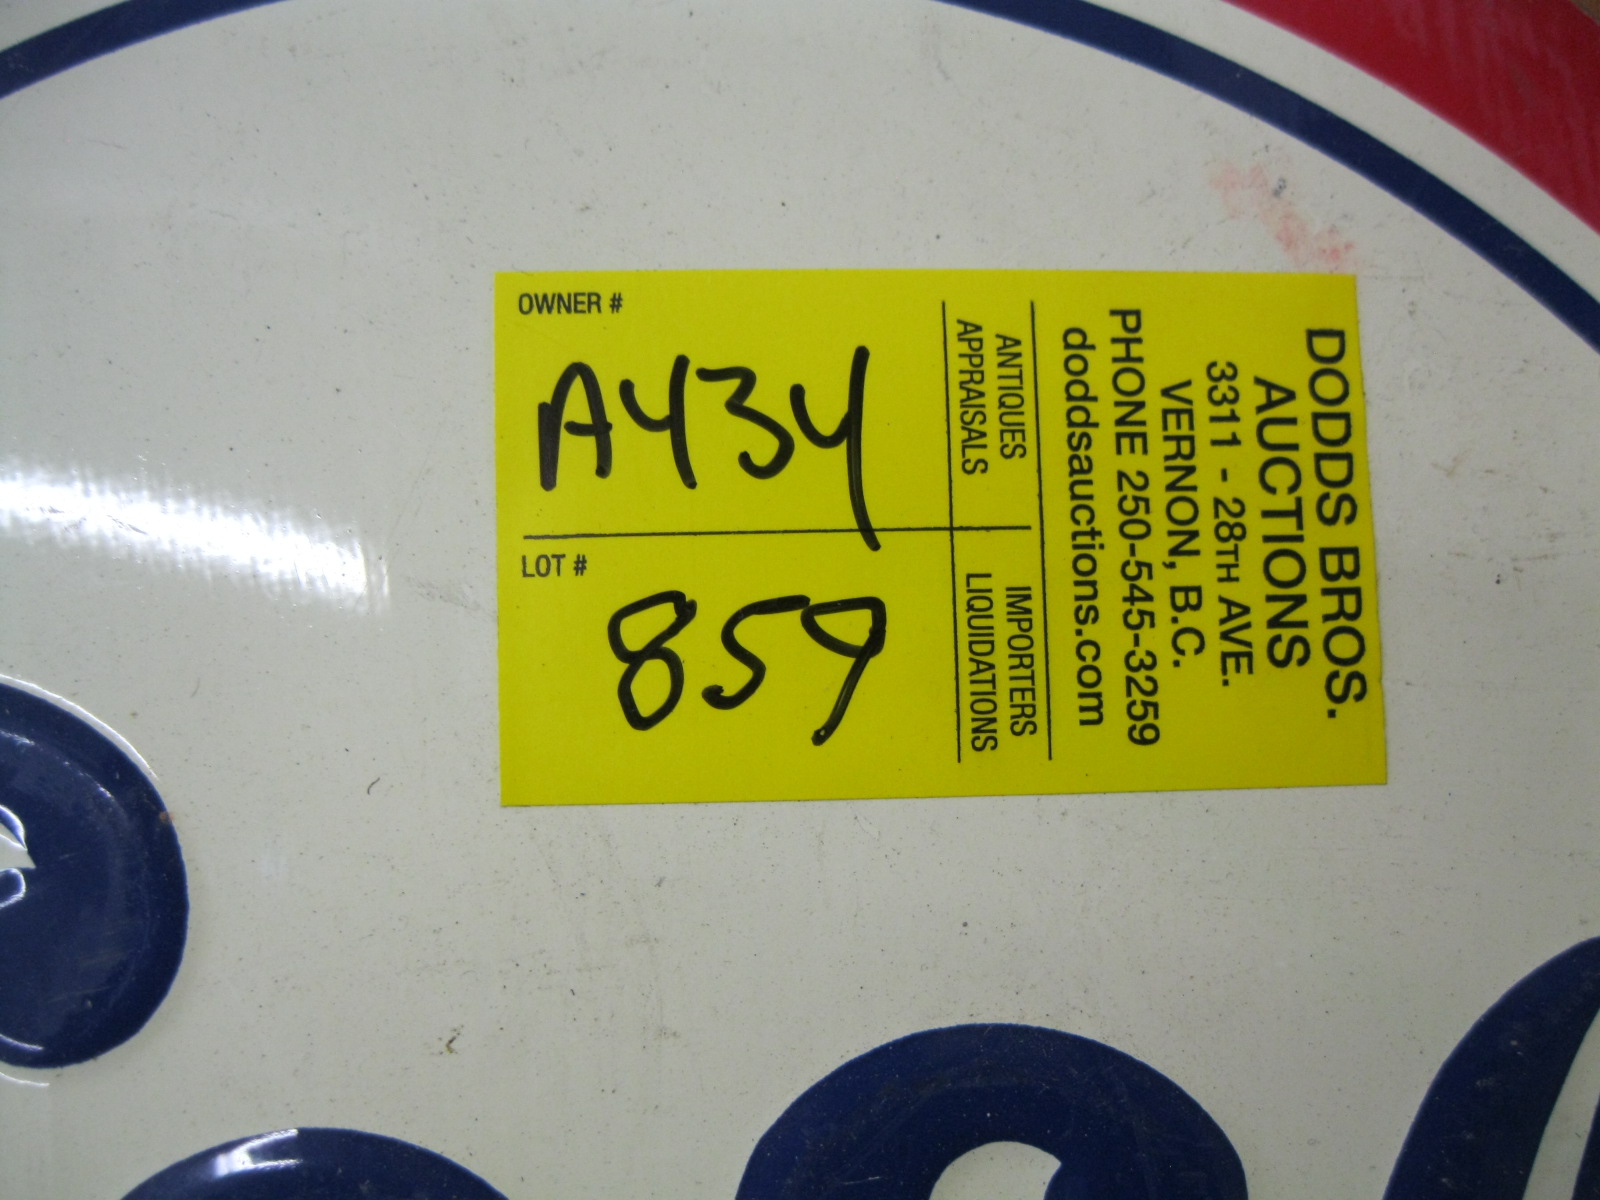 DODDS BROS.
AUCTIONS
3311 - 28TH AVE.
VERNON, B.C.
PHONE 250-545-3259
doddsauctions.com
ANTIQUES IMPORTERS
APPRAISALS LIQUIDATIONS
OWNER #
A434
LOT #
859